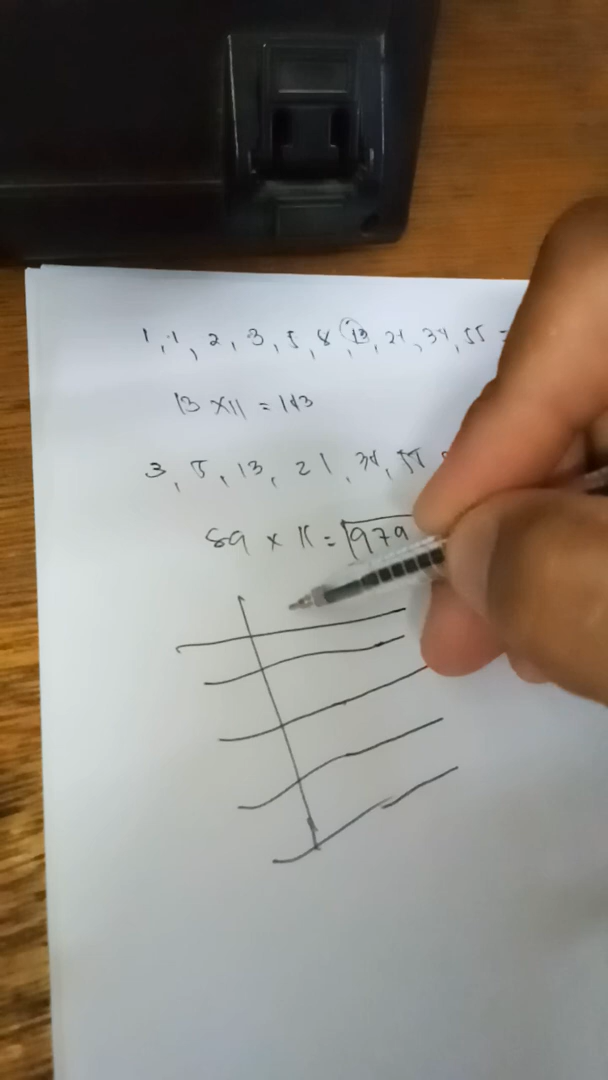 1, 1, 2, 3, 5, 8, 13, 21, 34, 55 =
13 x 11 = 143
3, 5, 13, 21, 34, 55
89 x 11 = 979